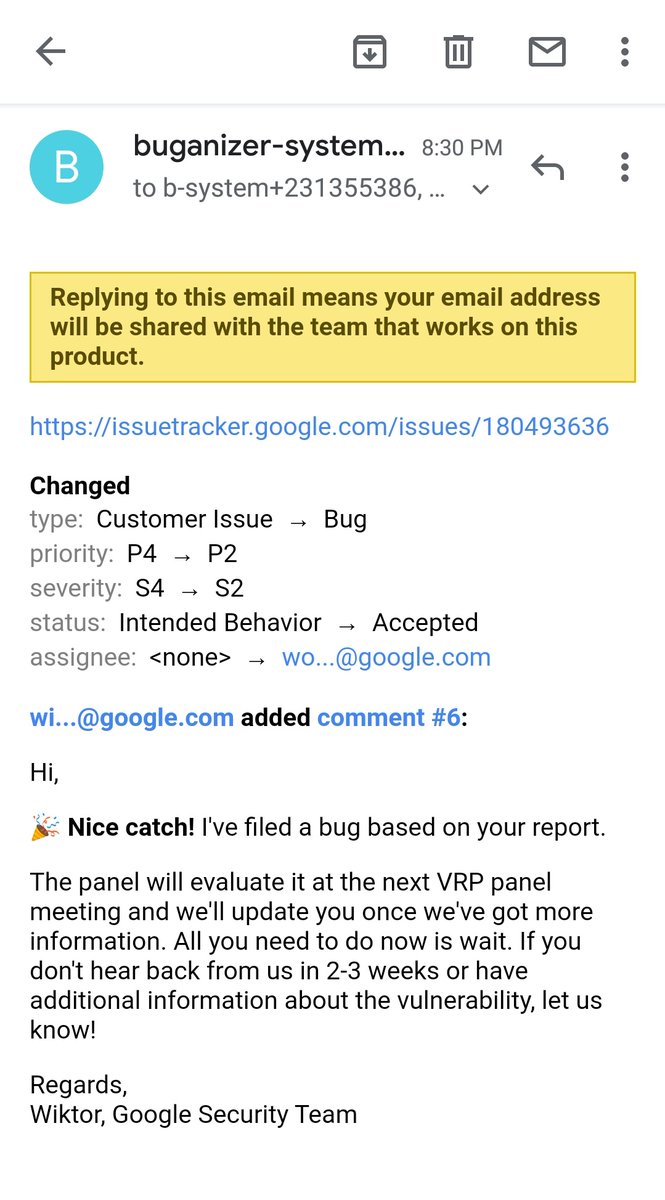 B
buganizer-system... 8:30 PM
to b-system+231355386, ...
Replying to this email means your email address
will be shared with the team that works on this
product.
https://issuetracker.google.com/issues/180493636
Changed
type: Customer Issue → Bug
priority: P4 → P2
severity: S4 → S2
status: Intended Behavior → Accepted
assignee: <none> → wo...@google.com
wi...@google.com added comment #6:
Hi,
🎉 Nice catch! I've filed a bug based on your report.
The panel will evaluate it at the next VRP panel
meeting and we'll update you once we've got more
information. All you need to do now is wait. If you
don't hear back from us in 2-3 weeks or have
additional information about the vulnerability, let us
know!
Regards,
Wiktor, Google Security Team